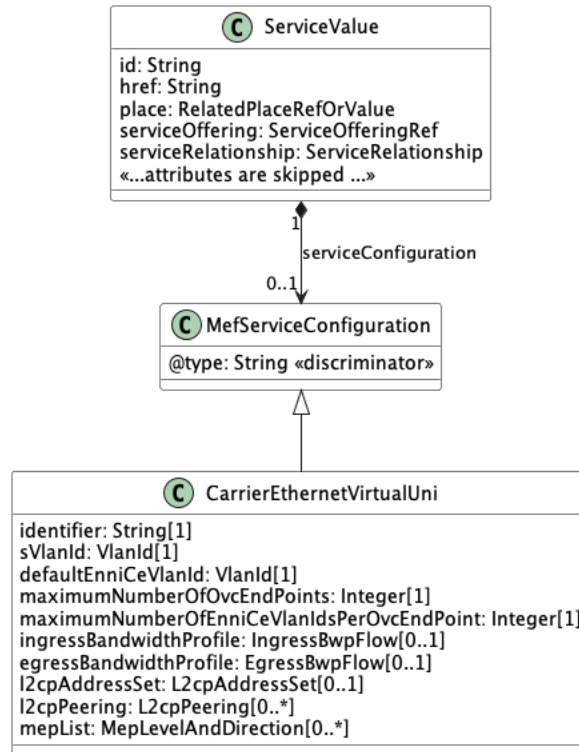 C ServiceValue
id: String
href: String
place: RelatedPlaceRefOrValue
serviceOffering: ServiceOfferingRef
serviceRelationship: ServiceRelationship
«...attributes are skipped ...»
1
serviceConfiguration
0..1
C MefServiceConfiguration
@type: String «discriminator»
C CarrierEthernetVirtualUni
identifier: String[1]
sVlanId: VlanId[1]
defaultEnniCeVlanId: VlanId[1]
maximumNumberOfOvcEndPoints: Integer[1]
maximumNumberOfEnniCeVlanIdsPerOvcEndPoint: Integer[1]
ingressBandwidthProfile: IngressBwpFlow[0..1]
egressBandwidthProfile: EgressBwpFlow[0..1]
l2cpAddressSet: L2cpAddressSet[0..1]
l2cpPeering: L2cpPeering[0..*]
mepList: MepLevelAndDirection[0..*]